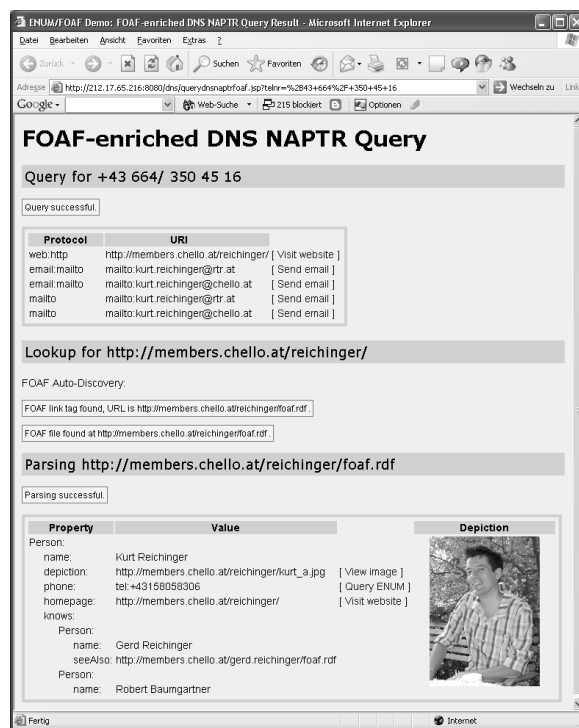 ENUM/FOAF Demo: FOAF-enriched DNS NAPTR Query Result - Microsoft Internet Explorer
Datei Bearbeiten Ansicht Favoriten Extras ?
Zurück Suchen Favoriten
Adresse http://212.17.65.216:8080/dns/querydnsnaptrfoaf.jsp?telnr=%2B43+664%2F+350+45+16 Wechseln zu Link
Google Web-Suche 215 blockiert Optionen
FOAF-enriched DNS NAPTR Query
Query for +43 664/ 350 45 16
Query successful.
Protocol URI
web:http http://members.chello.at/reichinger/ [ Visit website ]
email:mailto mailto:kurt.reichinger@rtr.at [ Send email ]
email:mailto mailto:kurt.reichinger@chello.at [ Send email ]
mailto mailto:kurt.reichinger@rtr.at [ Send email ]
mailto mailto:kurt.reichinger@chello.at [ Send email ]
Lookup for http://members.chello.at/reichinger/
FOAF Auto-Discovery:
FOAF link tag found, URL is http://members.chello.at/reichinger/foaf.rdf .
FOAF file found at http://members.chello.at/reichinger/foaf.rdf .
Parsing http://members.chello.at/reichinger/foaf.rdf
Parsing successful.
Property Value Depiction
Person:
name: Kurt Reichinger
depiction: http://members.chello.at/reichinger/kurt_a.jpg [ View image ]
phone: tel:+43158058306 [ Query ENUM ]
homepage: http://members.chello.at/reichinger/ [ Visit website ]
knows:
Person:
name: Gerd Reichinger
seeAlso: http://members.chello.at/gerd.reichinger/foaf.rdf
Person:
name: Robert Baumgartner
Fertig Internet